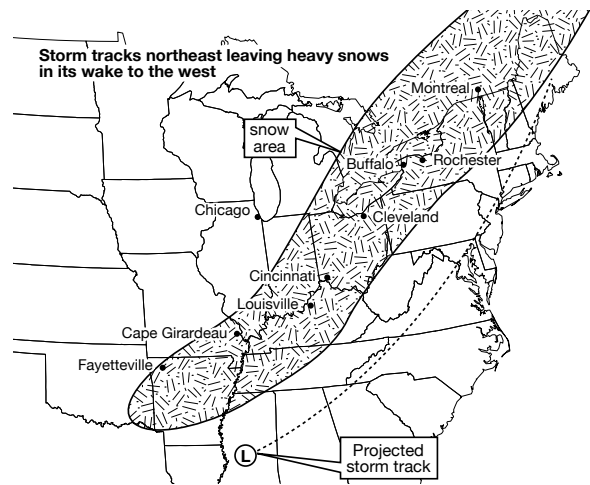 Storm tracks northeast leaving heavy snows
in its wake to the west
Montreal
snow
area
Buffalo
Rochester
Chicago
Cleveland
Cincinnati
Louisville
Cape Girardeau
Fayetteville
L
Projected
storm track